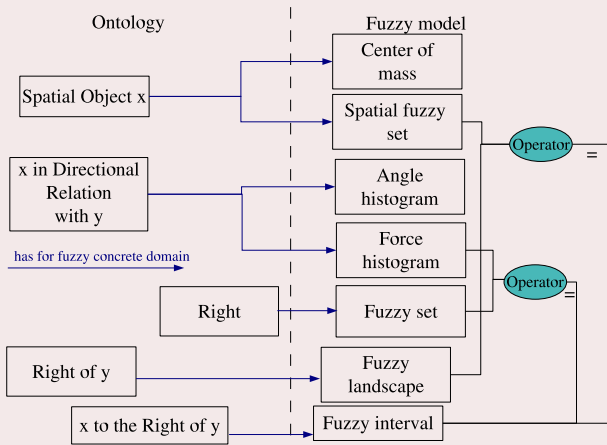 Ontology
Fuzzy model
Center of
mass
Spatial Object x
Spatial fuzzy
set
Operator
=
x in Directional
Relation
with y
Angle
histogram
has for fuzzy concrete domain
Force
histogram
Operator
=
Right
Fuzzy set
Right of y
Fuzzy
landscape
x to the Right of y
Fuzzy interval